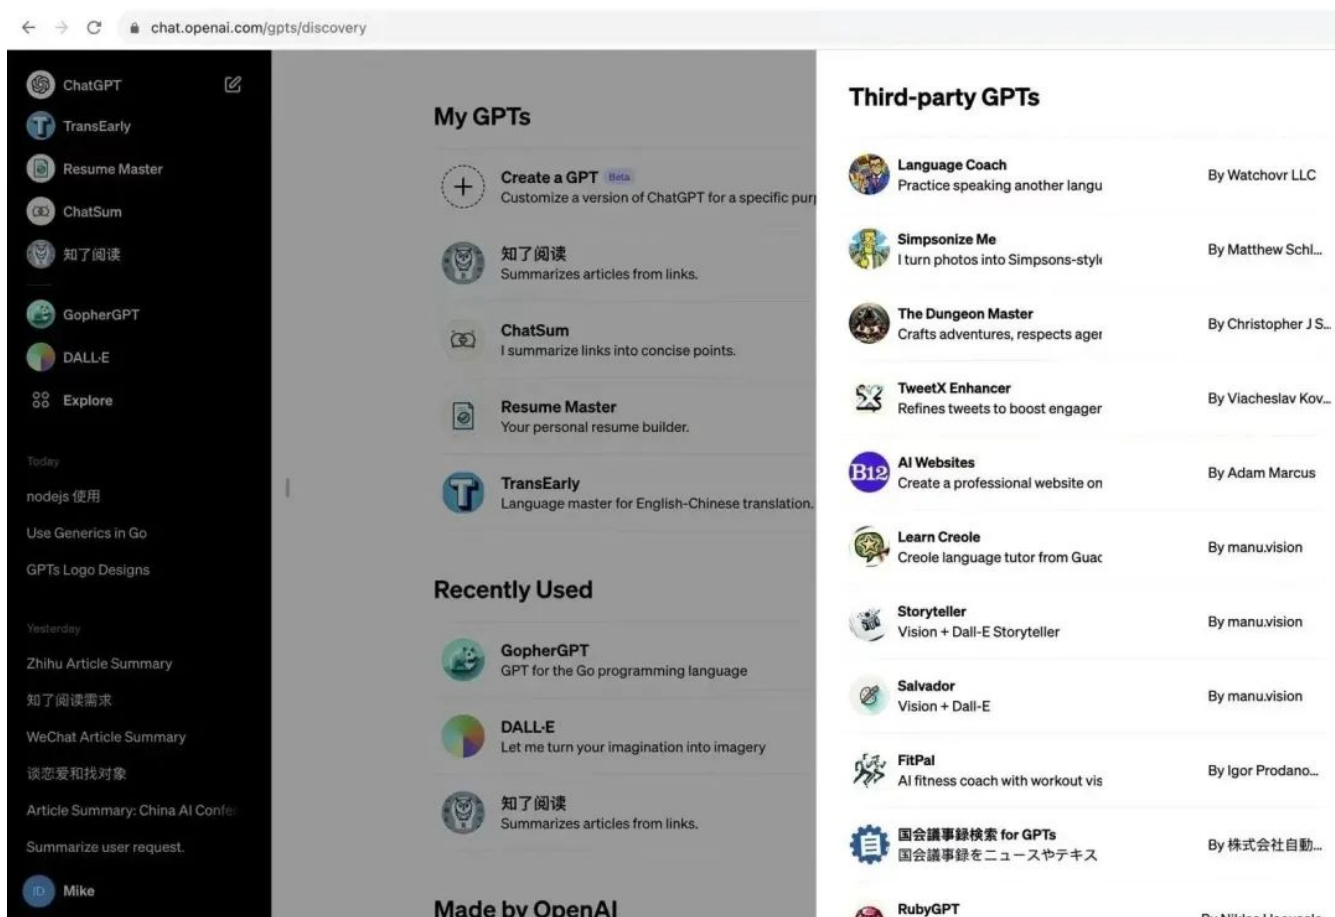 chat.openai.com/gpts/discovery
ChatGPT
TransEarly
Resume Master
ChatSum
知了阅读
GopherGPT
DALL·E
Explore
Today
nodejs 使用
Use Generics in Go
GPTs Logo Designs
Yesterday
Zhihu Article Summary
知了阅读需求
WeChat Article Summary
谈恋爱和找对象
Article Summary: China AI Confe
Summarize user request.
ID
Mike
My GPTs
Create a GPT Beta
Customize a version of ChatGPT for a specific purp
知了阅读
Summarizes articles from links.
ChatSum
I summarize links into concise points.
Resume Master
Your personal resume builder.
TransEarly
Language master for English-Chinese translation.
Recently Used
GopherGPT
GPT for the Go programming language
DALL·E
Let me turn your imagination into imagery
知了阅读
Summarizes articles from links.
Made by OpenAI
Third-party GPTs
Language Coach
Practice speaking another langu
By Watchovr LLC
Simpsonize Me
I turn photos into Simpsons-style
By Matthew Schl...
The Dungeon Master
Crafts adventures, respects agen
By Christopher J S...
TweetX Enhancer
Refines tweets to boost engager
By Viacheslav Kov...
B12
AI Websites
Create a professional website on
By Adam Marcus
Learn Creole
Creole language tutor from Guad
By manu.vision
Storyteller
Vision + Dall-E Storyteller
By manu.vision
Salvador
Vision + Dall-E
By manu.vision
FitPal
AI fitness coach with workout vis
By Igor Prodano...
国会議事録検索 for GPTs
国会議事録をニュースやテキス
By 株式会社自動...
RubyGPT